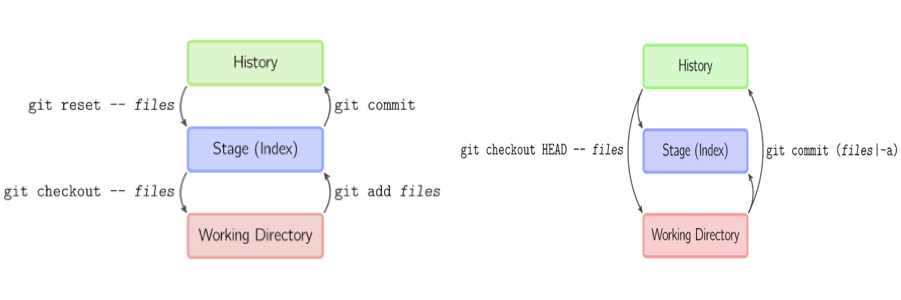 History
git reset -- files
git commit
Stage (Index)
git checkout -- files
git add files
Working Directory
History
git checkout HEAD -- files
Stage (Index)
git commit (files|-a)
Working Directory